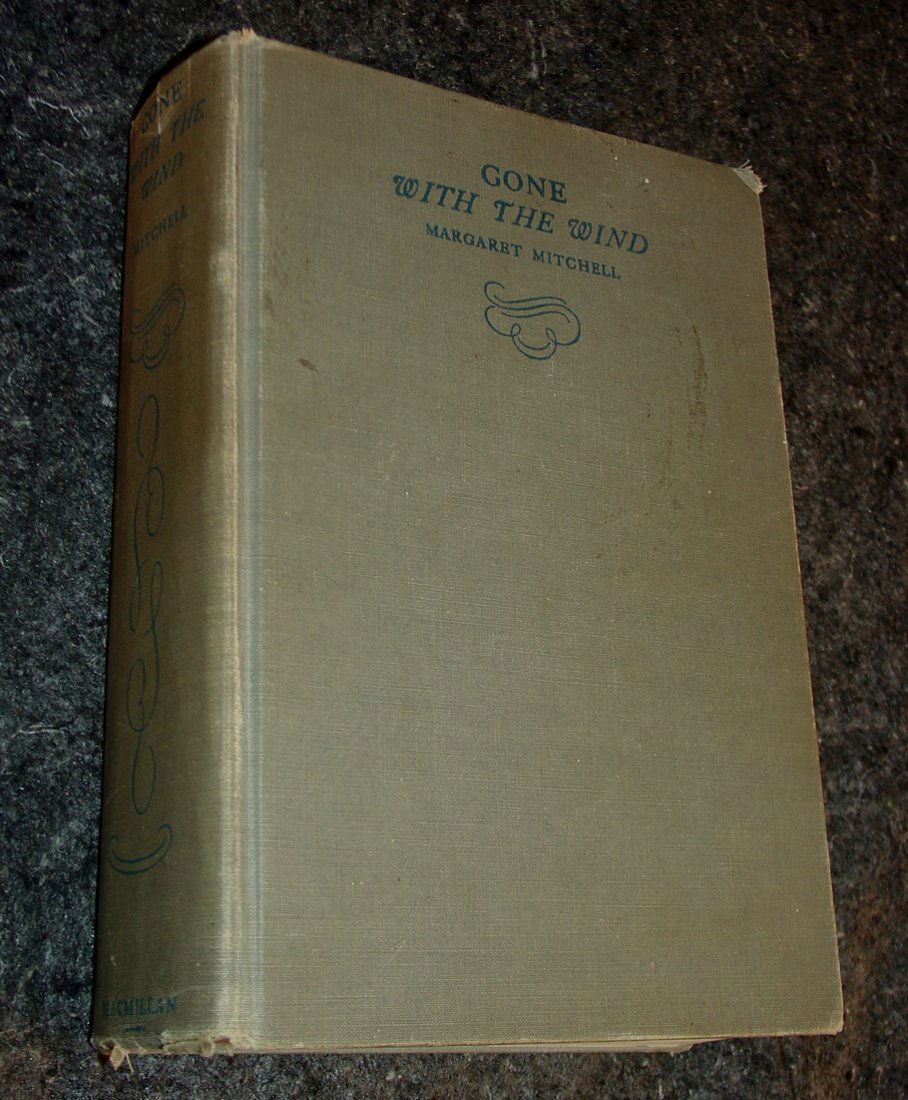 GONE
WITH THE
WIND
MITCHELL
MACMILLAN
GONE
WITH THE WIND
MARGARET MITCHELL